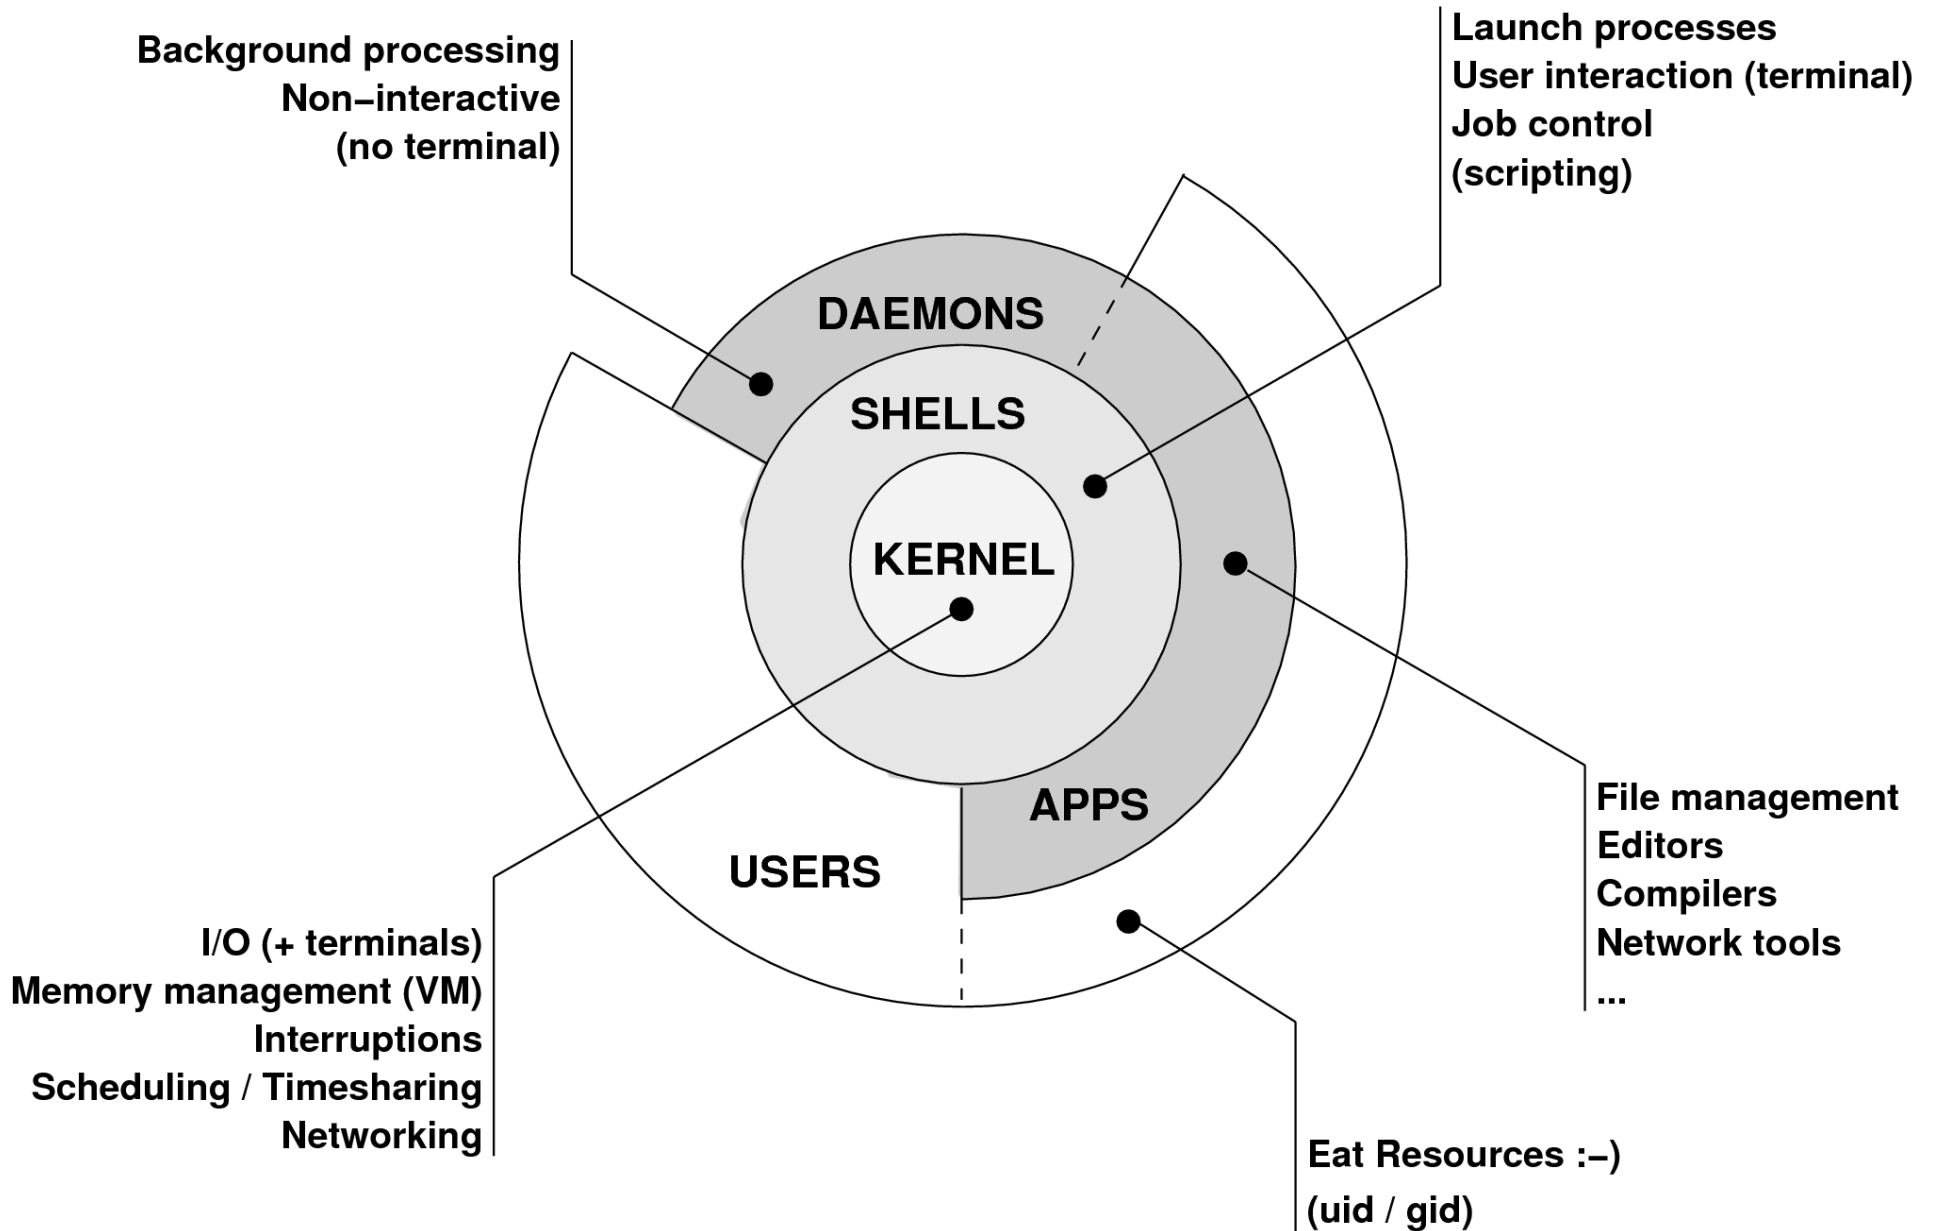 Background processing
Non–interactive
(no terminal)
Launch processes
User interaction (terminal)
Job control
(scripting)
DAEMONS
SHELLS
KERNEL
APPS
USERS
I/O (+ terminals)
Memory management (VM)
Interruptions
Scheduling / Timesharing
Networking
File management
Editors
Compilers
Network tools
...
Eat Resources :–)
(uid / gid)